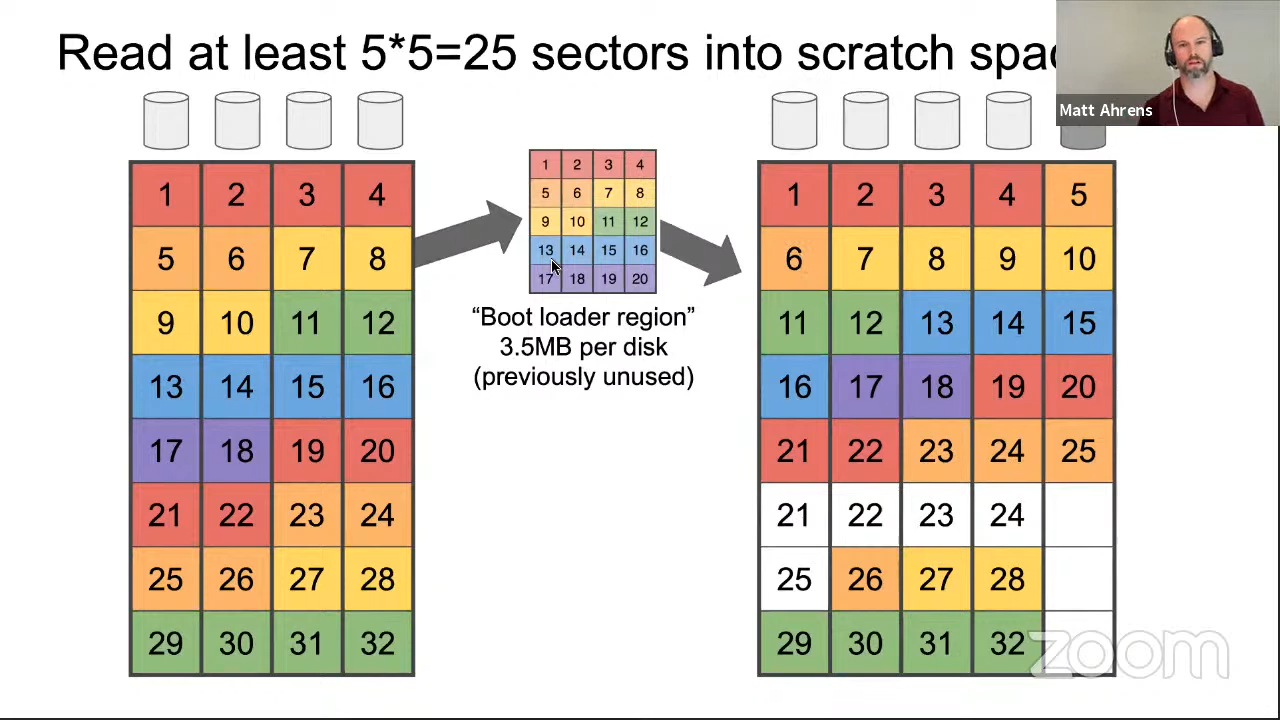 Read at least 5*5=25 sectors into scratch spa
Matt Ahrens
1 2 3 4
5 6 7 8
9 10 11 12
13 14 15 16
17 18 19 20
21 22 23 24
25 26 27 28
29 30 31 32
1 2 3 4
5 6 7 8
9 10 11 12
13 14 15 16
17 18 19 20
“Boot loader region”
3.5MB per disk
(previously unused)
1 2 3 4 5
6 7 8 9 10
11 12 13 14 15
16 17 18 19 20
21 22 23 24 25
21 22 23 24
25 26 27 28
29 30 31 32
zoom